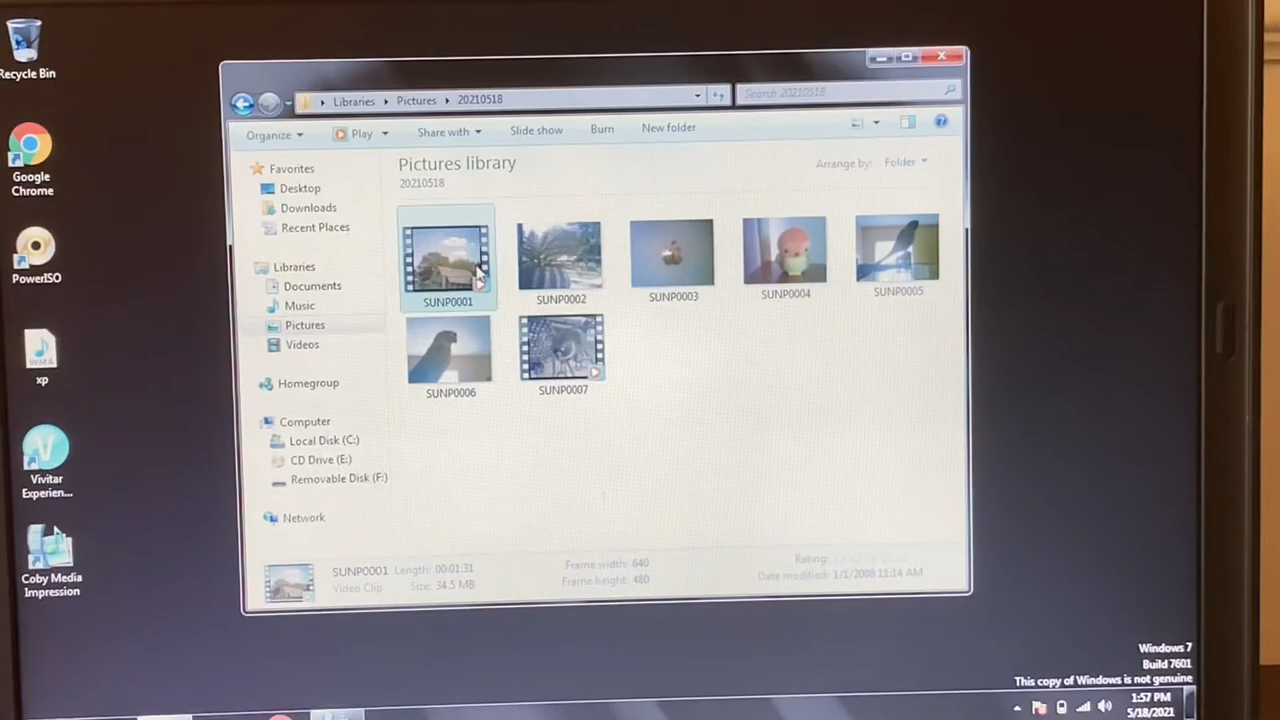 Recycle Bin
Google
Chrome
PowerISO
WMA
xp
Vivitar
Experien...
Coby Media
Impression
Libraries
Pictures
20210518
Search 20210518
Organize
Play
Share with
Slide show
Burn
New folder
Favorites
Desktop
Downloads
Recent Places
Libraries
Documents
Music
Pictures
Videos
Homegroup
Computer
Local Disk (C:)
CD Drive (E:)
Removable Disk (F:)
Network
Pictures library
20210518
Arrange by: Folder
SUNP0001
SUNP0002
SUNP0003
SUNP0004
SUNP0005
SUNP0006
SUNP0007
SUNP0001 Length: 00:01:31
Video Clip Size: 34.5 MB
Frame width: 640
Frame height: 480
Rating:
Date modified: 1/1/2008 11:14 AM
Windows 7
Build 7601
This copy of Windows is not genuine
1:57 PM
5/18/2021